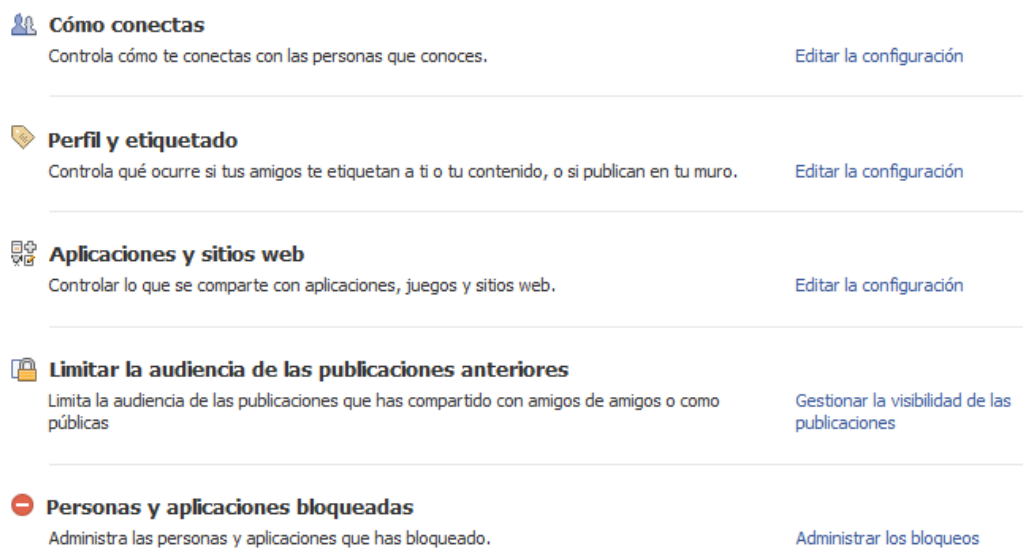 Cómo conectas
Controla cómo te conectas con las personas que conoces.
Editar la configuración
Perfil y etiquetado
Controla qué ocurre si tus amigos te etiquetan a ti o tu contenido, o si publican en tu muro.
Editar la configuración
Aplicaciones y sitios web
Controlar lo que se comparte con aplicaciones, juegos y sitios web.
Editar la configuración
Limitar la audiencia de las publicaciones anteriores
Limita la audiencia de las publicaciones que has compartido con amigos de amigos o como
públicas
Gestionar la visibilidad de las
publicaciones
Personas y aplicaciones bloqueadas
Administra las personas y aplicaciones que has bloqueado.
Administrar los bloqueos